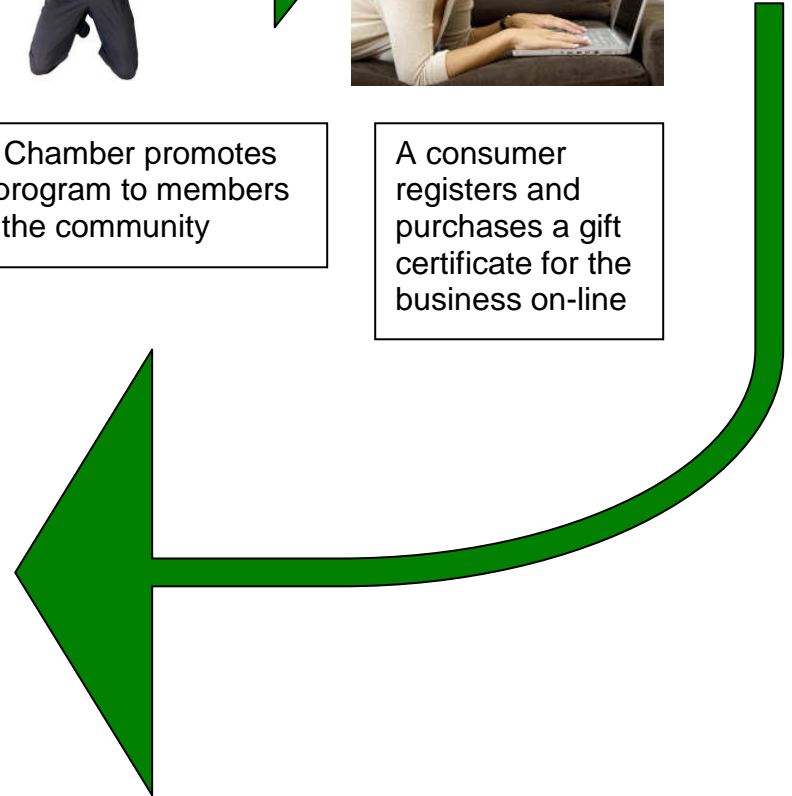 Chamber promotes
program to members
the community
A consumer
registers and
purchases a gift
certificate for the
business on-line